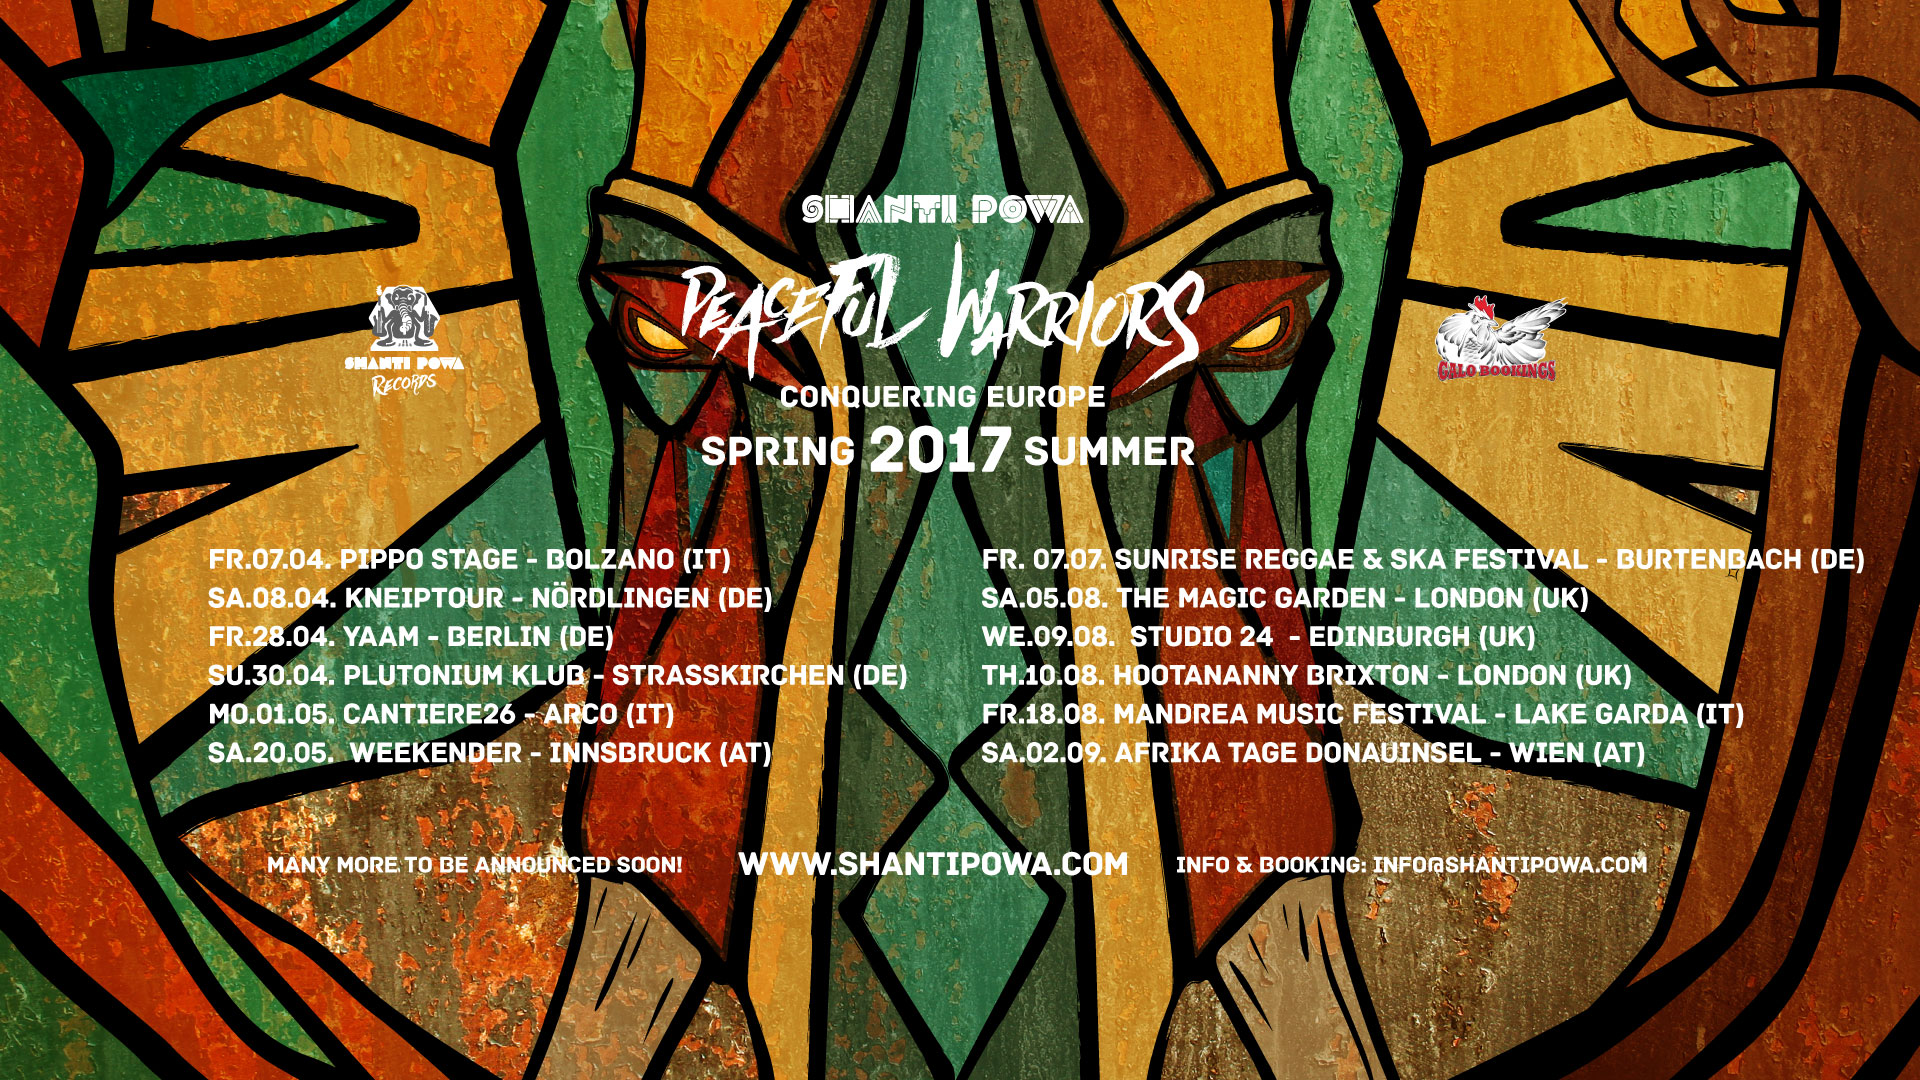 SHANTI POWA
PEACEFUL WARRIORS
CONQUERING EUROPE
SPRING 2017 SUMMER
SHANTI POWA
RECORDS
GALO BOOKINGS
FR.07.04. PIPPO STAGE - BOLZANO (IT)
SA.08.04. KNEIPTOUR - NÖRDLINGEN (DE)
FR.28.04. YAAM - BERLIN (DE)
SU.30.04. PLUTONIUM KLUB - STRASSKIRCHEN (DE)
MO.01.05. CANTIERE26 - ARCO (IT)
SA.20.05. WEEKENDER - INNSBRUCK (AT)
FR. 07.07. SUNRISE REGGAE & SKA FESTIVAL - BURTENBACH (DE)
SA.05.08. THE MAGIC GARDEN - LONDON (UK)
WE.09.08. STUDIO 24 - EDINBURGH (UK)
TH.10.08. HOOTANANNY BRIXTON - LONDON (UK)
FR.18.08. MANDREA MUSIC FESTIVAL - LAKE GARDA (IT)
SA.02.09. AFRIKA TAGE DONAUINSEL - WIEN (AT)
MANY MORE TO BE ANNOUNCED SOON!
WWW.SHANTIPOWA.COM
INFO & BOOKING: INFO@SHANTIPOWA.COM